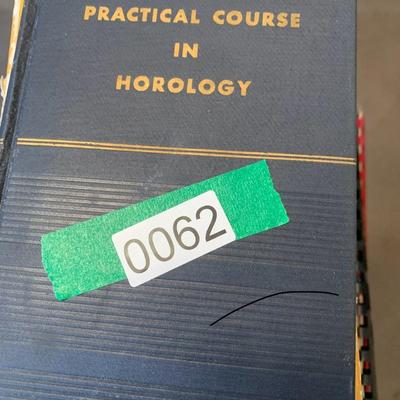 PRACTICAL COURSE
IN
HOROLOGY
0062